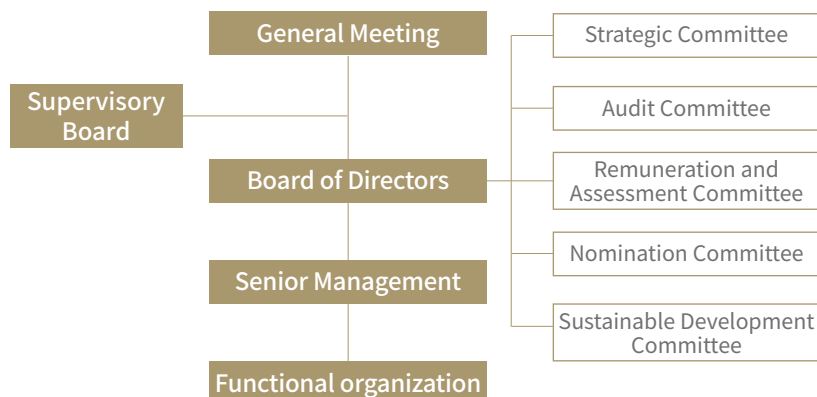 General Meeting
Supervisory
Board
Board of Directors
Senior Management
Functional organization
Strategic Committee
Audit Committee
Remuneration and
Assessment Committee
Nomination Committee
Sustainable Development
Committee